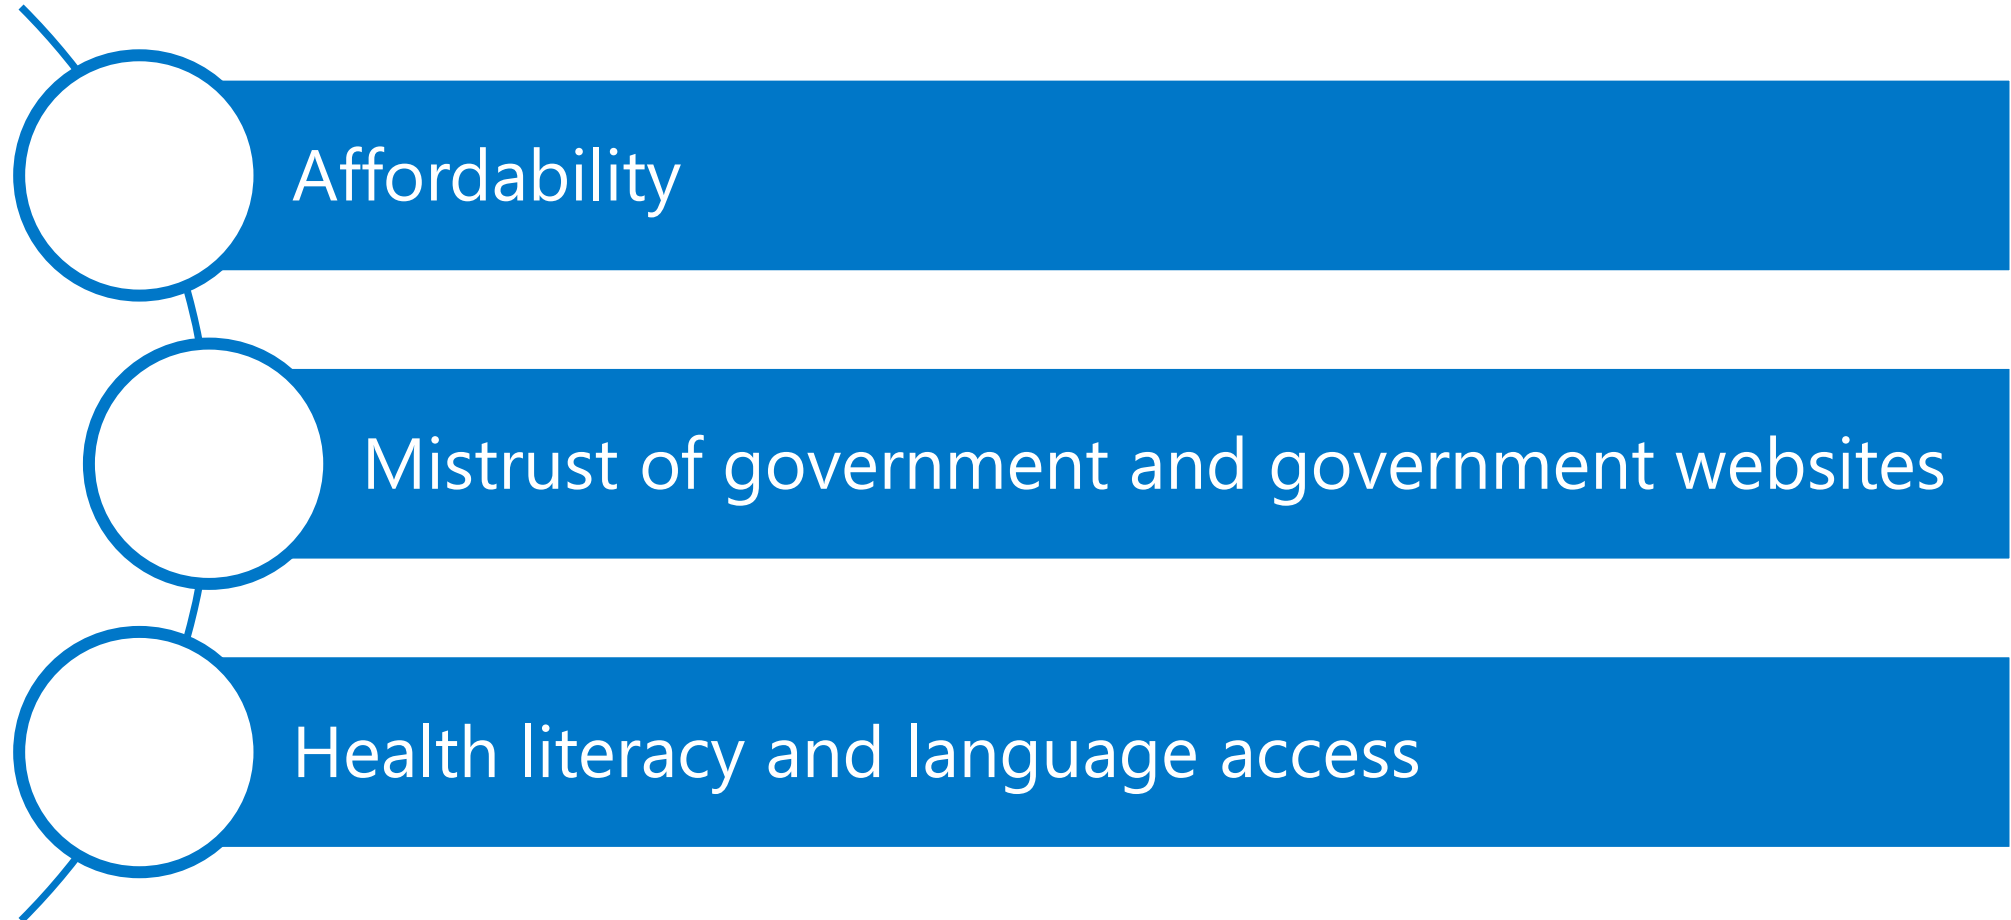 Affordability
Mistrust of government and government websites
Health literacy and language access